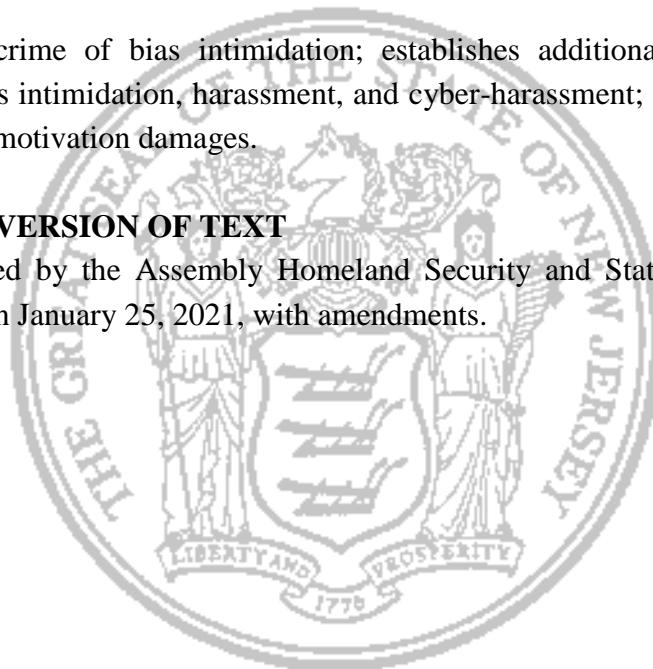 crime of bias intimidation; establishes additiona
s intimidation, harassment, and cyber-harassment;
motivation damages.
VERSION OF TEXT
ed by the Assembly Homeland Security and Stat
n January 25, 2021, with amendments.
THE GREAT SEAL OF THE STATE OF NEW JERSEY
LIBERTY AND PROSPERITY
1776